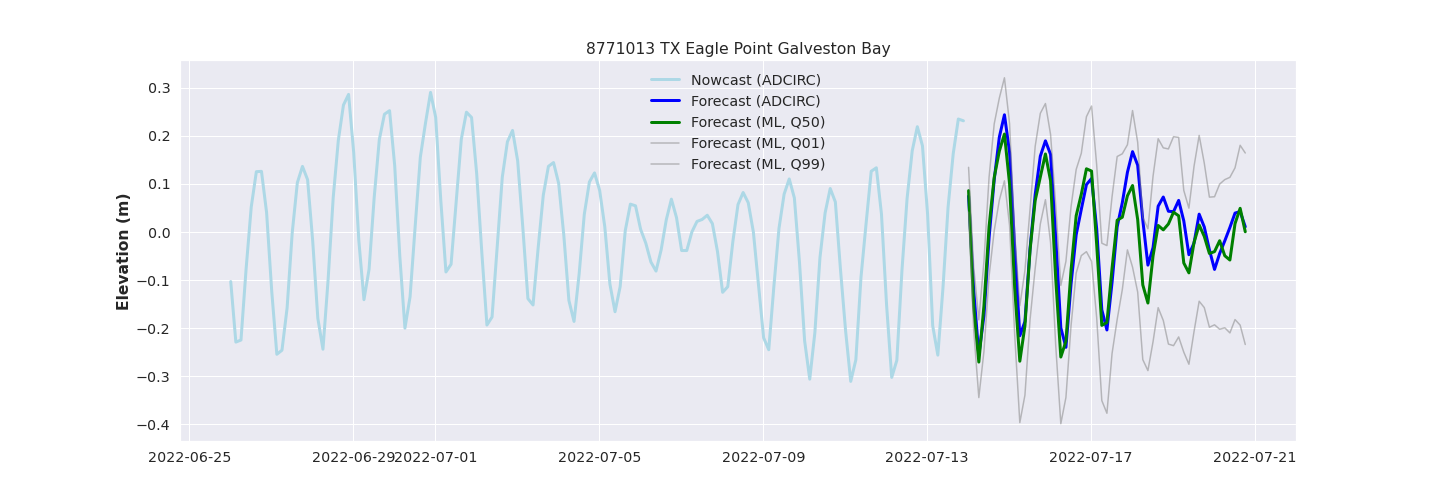 8771013 TX Eagle Point Galveston Bay
Nowcast (ADCIRC)
Forecast (ADCIRC)
Forecast (ML, Q50)
Forecast (ML, Q01)
Forecast (ML, Q99)
Elevation (m)
0.3
0.2
0.1
0.0
−0.1
−0.2
−0.3
−0.4
2022-06-25 2022-06-29 2022-07-01 2022-07-05 2022-07-09 2022-07-13 2022-07-17 2022-07-21